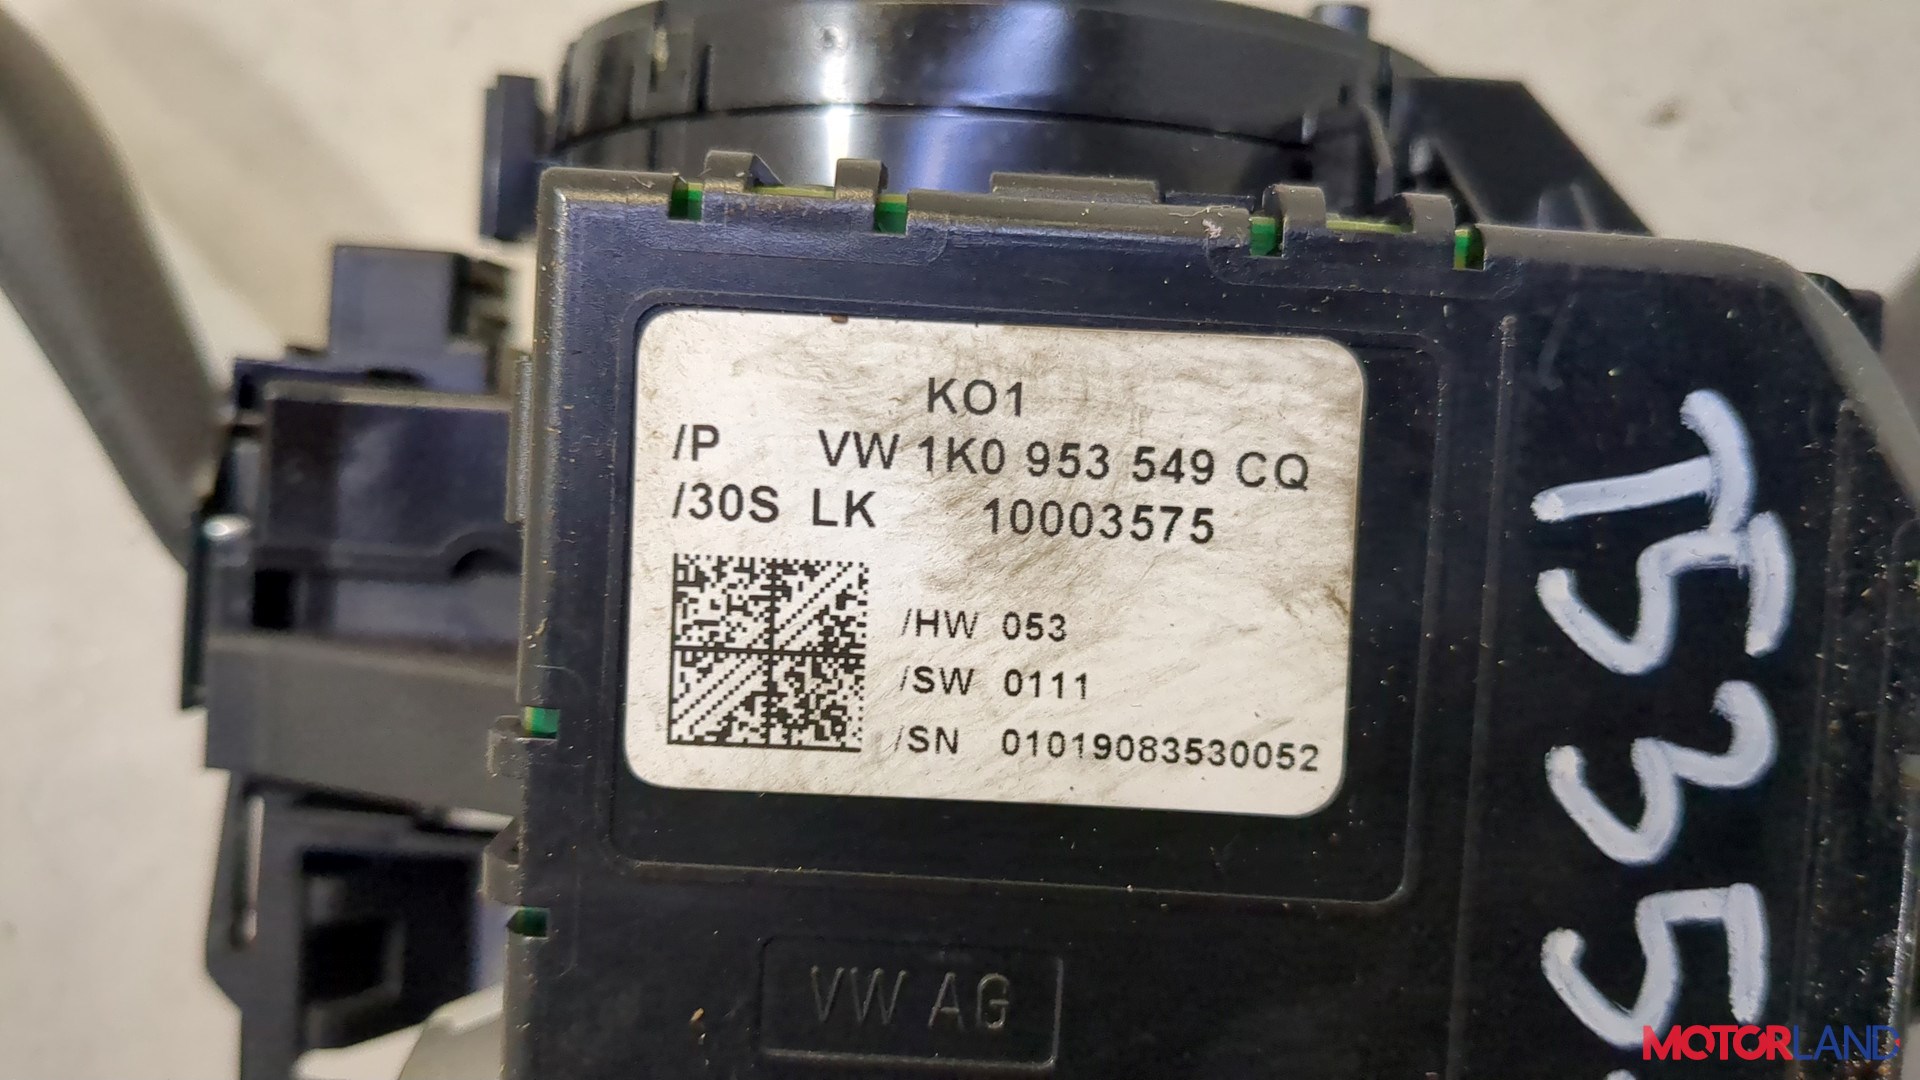 KO1
/P VW 1K0 953 549 CQ
/30S LK 10003575
/HW 053
/SW 0111
/SN 01019083530052
VW AG
T535
MOTORLAND